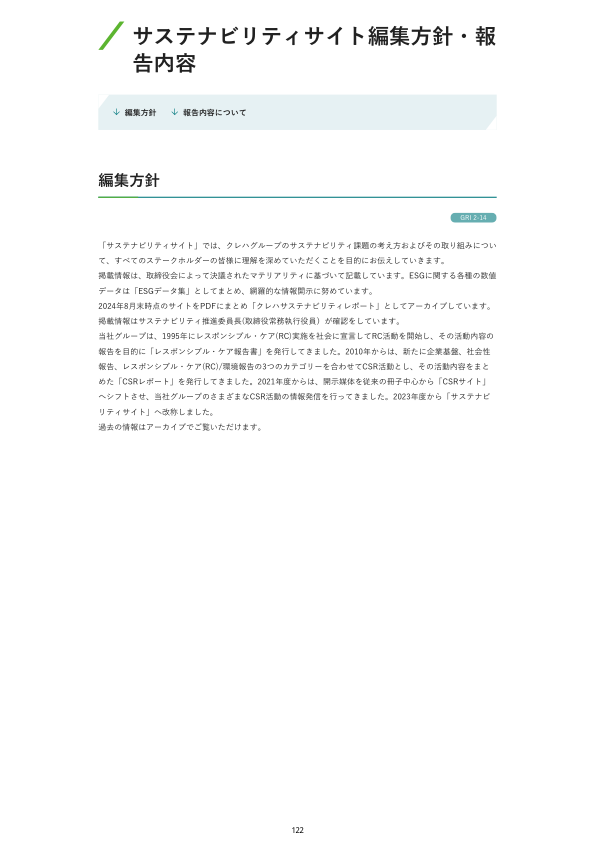 サステナビリティサイト編集方針・報
告内容
↓ 編集方針 ↓ 報告内容について
編集方針
GRI 2-14
「サステナビリティサイト」では、クレハグループのサステナビリティ課題の考え方およびその取り組みについ
て、すべてのステークホルダーの皆様に理解を深めていただくことを目的にお伝えしていきます。
掲載情報は、取締役会によって決議されたマテリアリティに基づいて記載しています。ESGに関する各種の数値
データは「ESGデータ集」としてまとめ、網羅的な情報開示に努めています。
2024年8月末時点のサイトをPDFにまとめ「クレハサステナビリティレポート」としてアーカイブしています。
掲載情報はサステナビリティ推進委員長(取締役常務執行役員）が確認をしています。
当社グループは、1995年にレスポンシブル・ケア(RC)実施を社会に宣言してRC活動を開始し、その活動内容の
報告を目的に「レスポンシブル・ケア報告書」を発行してきました。2010年からは、新たに企業基盤、社会性
報告、レスポンシブル・ケア(RC)/環境報告の3つのカテゴリーを合わせてCSR活動とし、その活動内容をまと
めた「CSRレポート」を発行してきました。2021年度からは、開示媒体を従来の冊子中心から「CSRサイト」
へシフトさせ、当社グループのさまざまなCSR活動の情報発信を行ってきました。2023年度から「サステナビ
リティサイト」へ改称しました。
過去の情報はアーカイブでご覧いただけます。
122